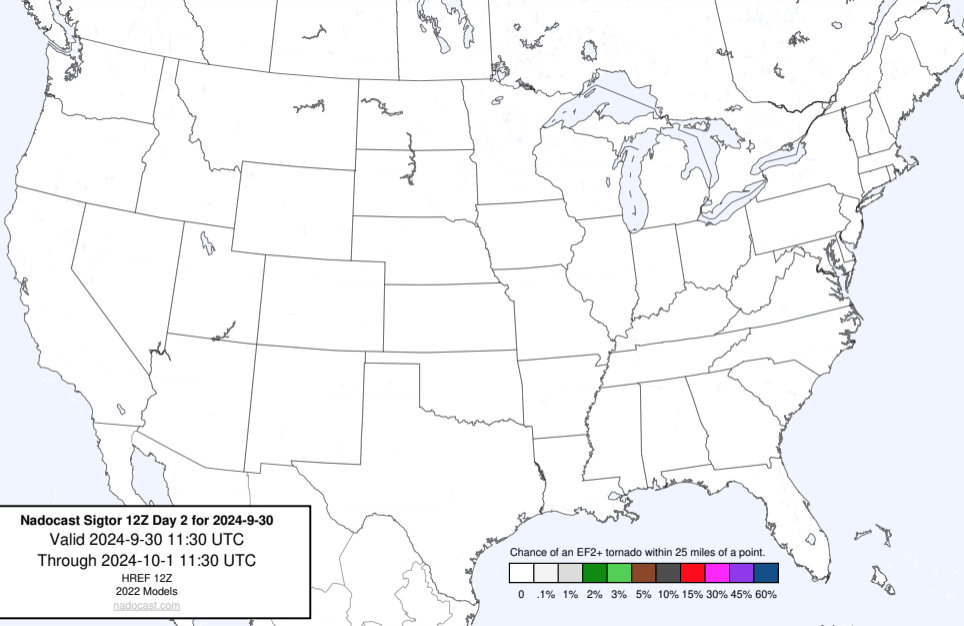 Nadocast Sigtor 12Z Day 2 for 2024-9-30
Valid 2024-9-30 11:30 UTC
Through 2024-10-1 11:30 UTC
HREF 12Z
2022 Models
nadocast.com
Chance of an EF2+ tornado within 25 miles of a point.
0 .1% 1% 2% 3% 5% 10% 15% 30% 45% 60%